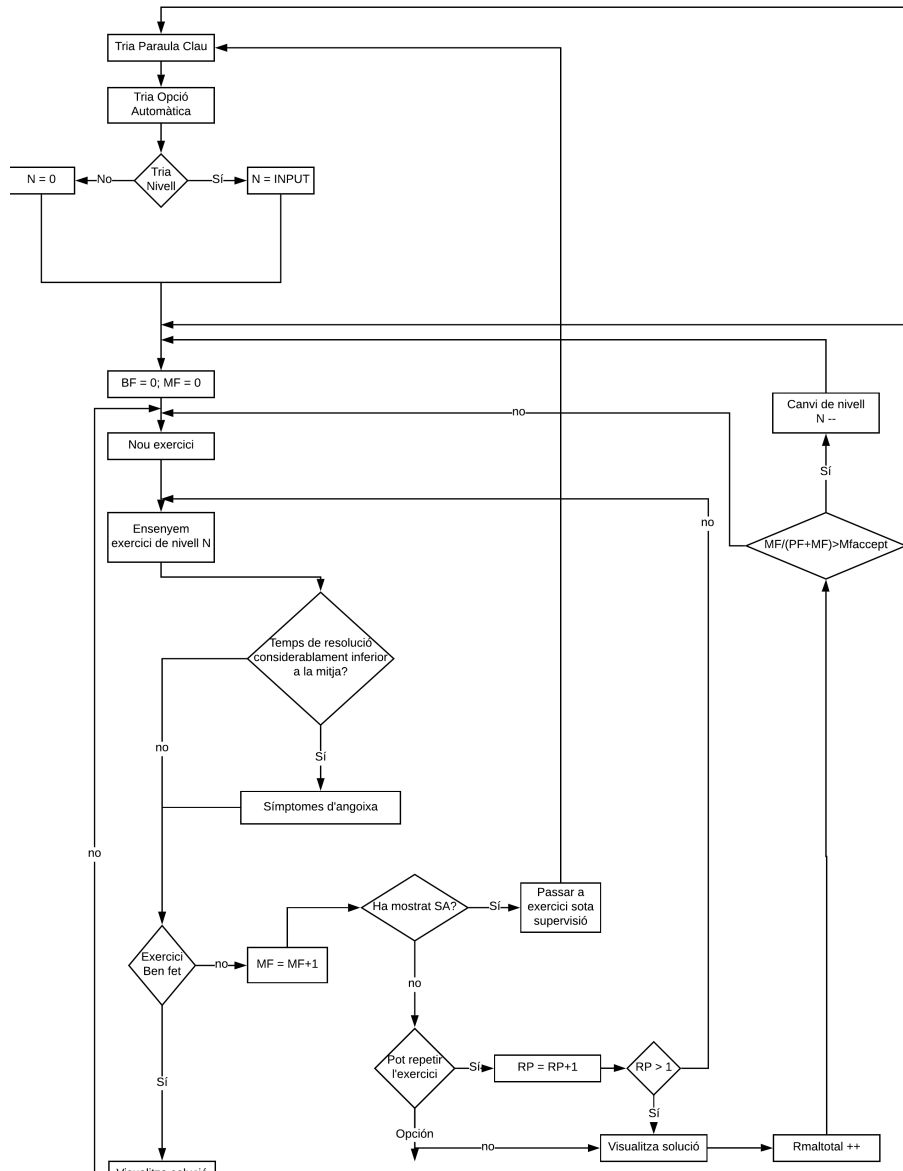 Tria Paraula Clau
Tria Opció
Automàtica
Tria
Nivell
No
N = 0
Sí
N = INPUT
BF = 0; MF = 0
no
Nou exercici
Canvi de nivell
N --
Sí
Ensenyem
exercici de nivell N
no
MF/(PF+MF)>Mfaccept
Temps de resolució
considerablament inferior
a la mitja?
no
Sí
Símptomes d'angoixa
no
Ha mostrat SA?
Sí
Passar a
exercici sota
supervisió
Exercici
Ben fet
no
MF = MF+1
no
Pot repetir
l'exercici
Sí
RP = RP+1
RP > 1
Sí
Sí
Opción
no
Visualitza solució
Rmaltotal ++
Visualitza solució